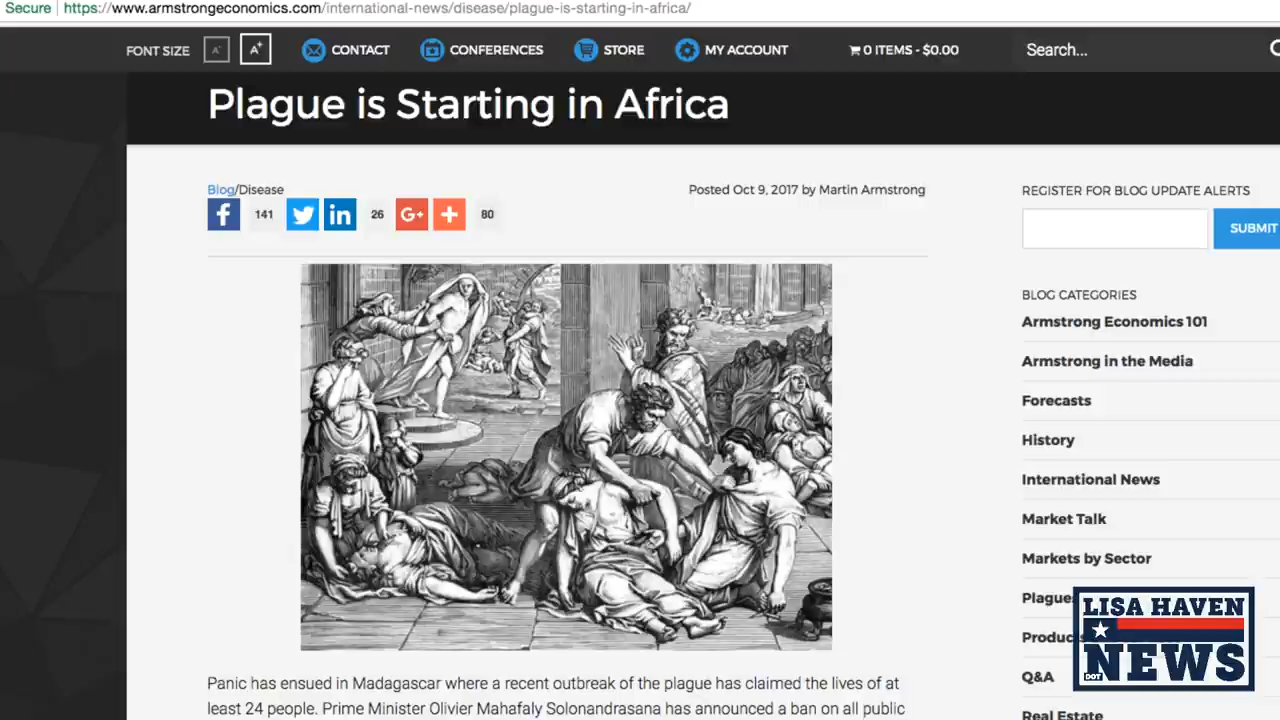 Secure https://www.armstrongeconomics.com/international-news/disease/plague-is-starting-in-africa/
FONT SIZE A- A+ CONTACT CONFERENCES STORE MY ACCOUNT 0 ITEMS - $0.00 Search...
Plague is Starting in Africa
Blog/Disease Posted Oct 9, 2017 by Martin Armstrong
f 141 in 26 G+ + 80
REGISTER FOR BLOG UPDATE ALERTS
SUBMIT
BLOG CATEGORIES
Armstrong Economics 101
Armstrong in the Media
Forecasts
History
International News
Market Talk
Markets by Sector
Plague
Produc
Q&A
Real Estate
Panic has ensued in Madagascar where a recent outbreak of the plague has claimed the lives of at
least 24 people. Prime Minister Olivier Mahafaly Solonandrasana has announced a ban on all public
LISA HAVEN
DOT NEWS